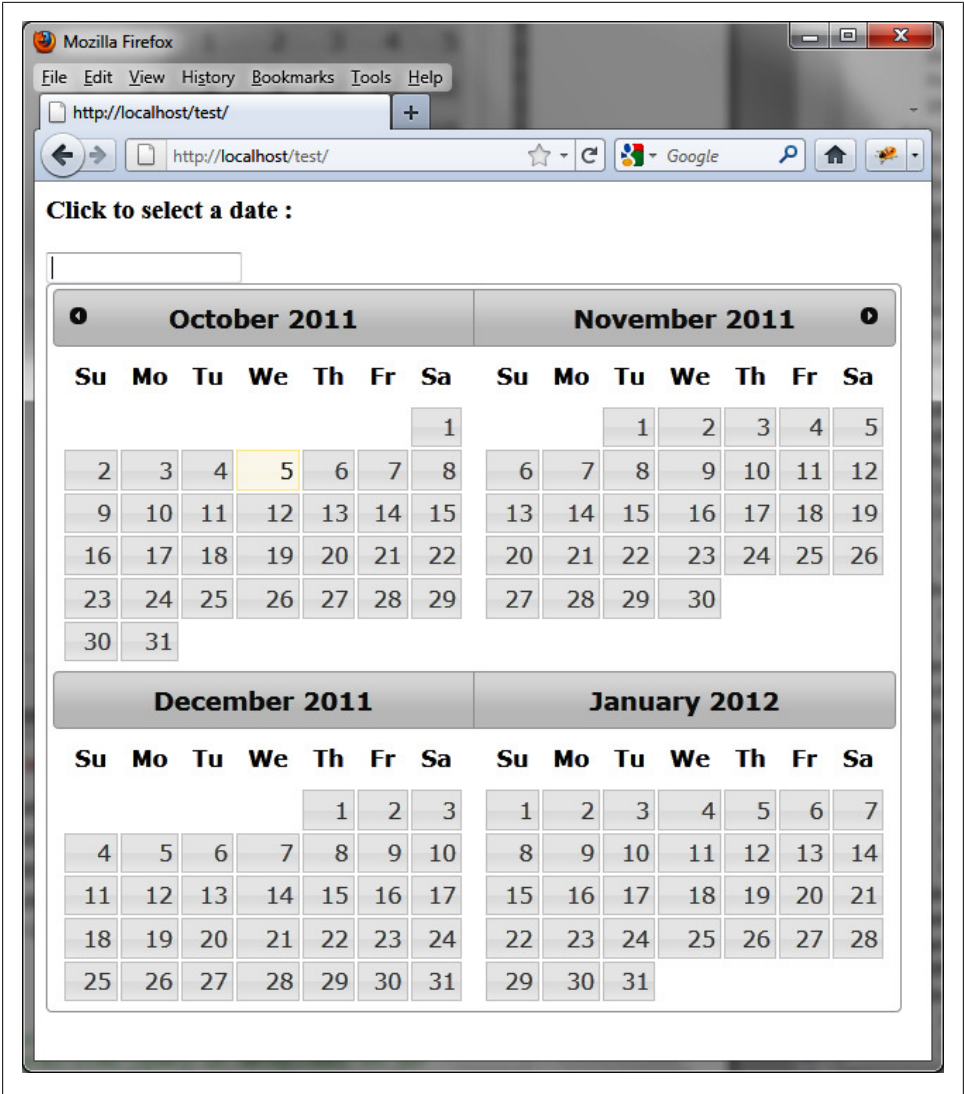 Mozilla Firefox
File Edit View History Bookmarks Tools Help
http://localhost/test/
http://localhost/test/ Google
Click to select a date :
October 2011 November 2011
Su Mo Tu We Th Fr Sa Su Mo Tu We Th Fr Sa
1 1 2 3 4 5
2 3 4 5 6 7 8 6 7 8 9 10 11 12
9 10 11 12 13 14 15 13 14 15 16 17 18 19
16 17 18 19 20 21 22 20 21 22 23 24 25 26
23 24 25 26 27 28 29 27 28 29 30
30 31
December 2011 January 2012
Su Mo Tu We Th Fr Sa Su Mo Tu We Th Fr Sa
1 2 3 1 2 3 4 5 6 7
4 5 6 7 8 9 10 8 9 10 11 12 13 14
11 12 13 14 15 16 17 15 16 17 18 19 20 21
18 19 20 21 22 23 24 22 23 24 25 26 27 28
25 26 27 28 29 30 31 29 30 31